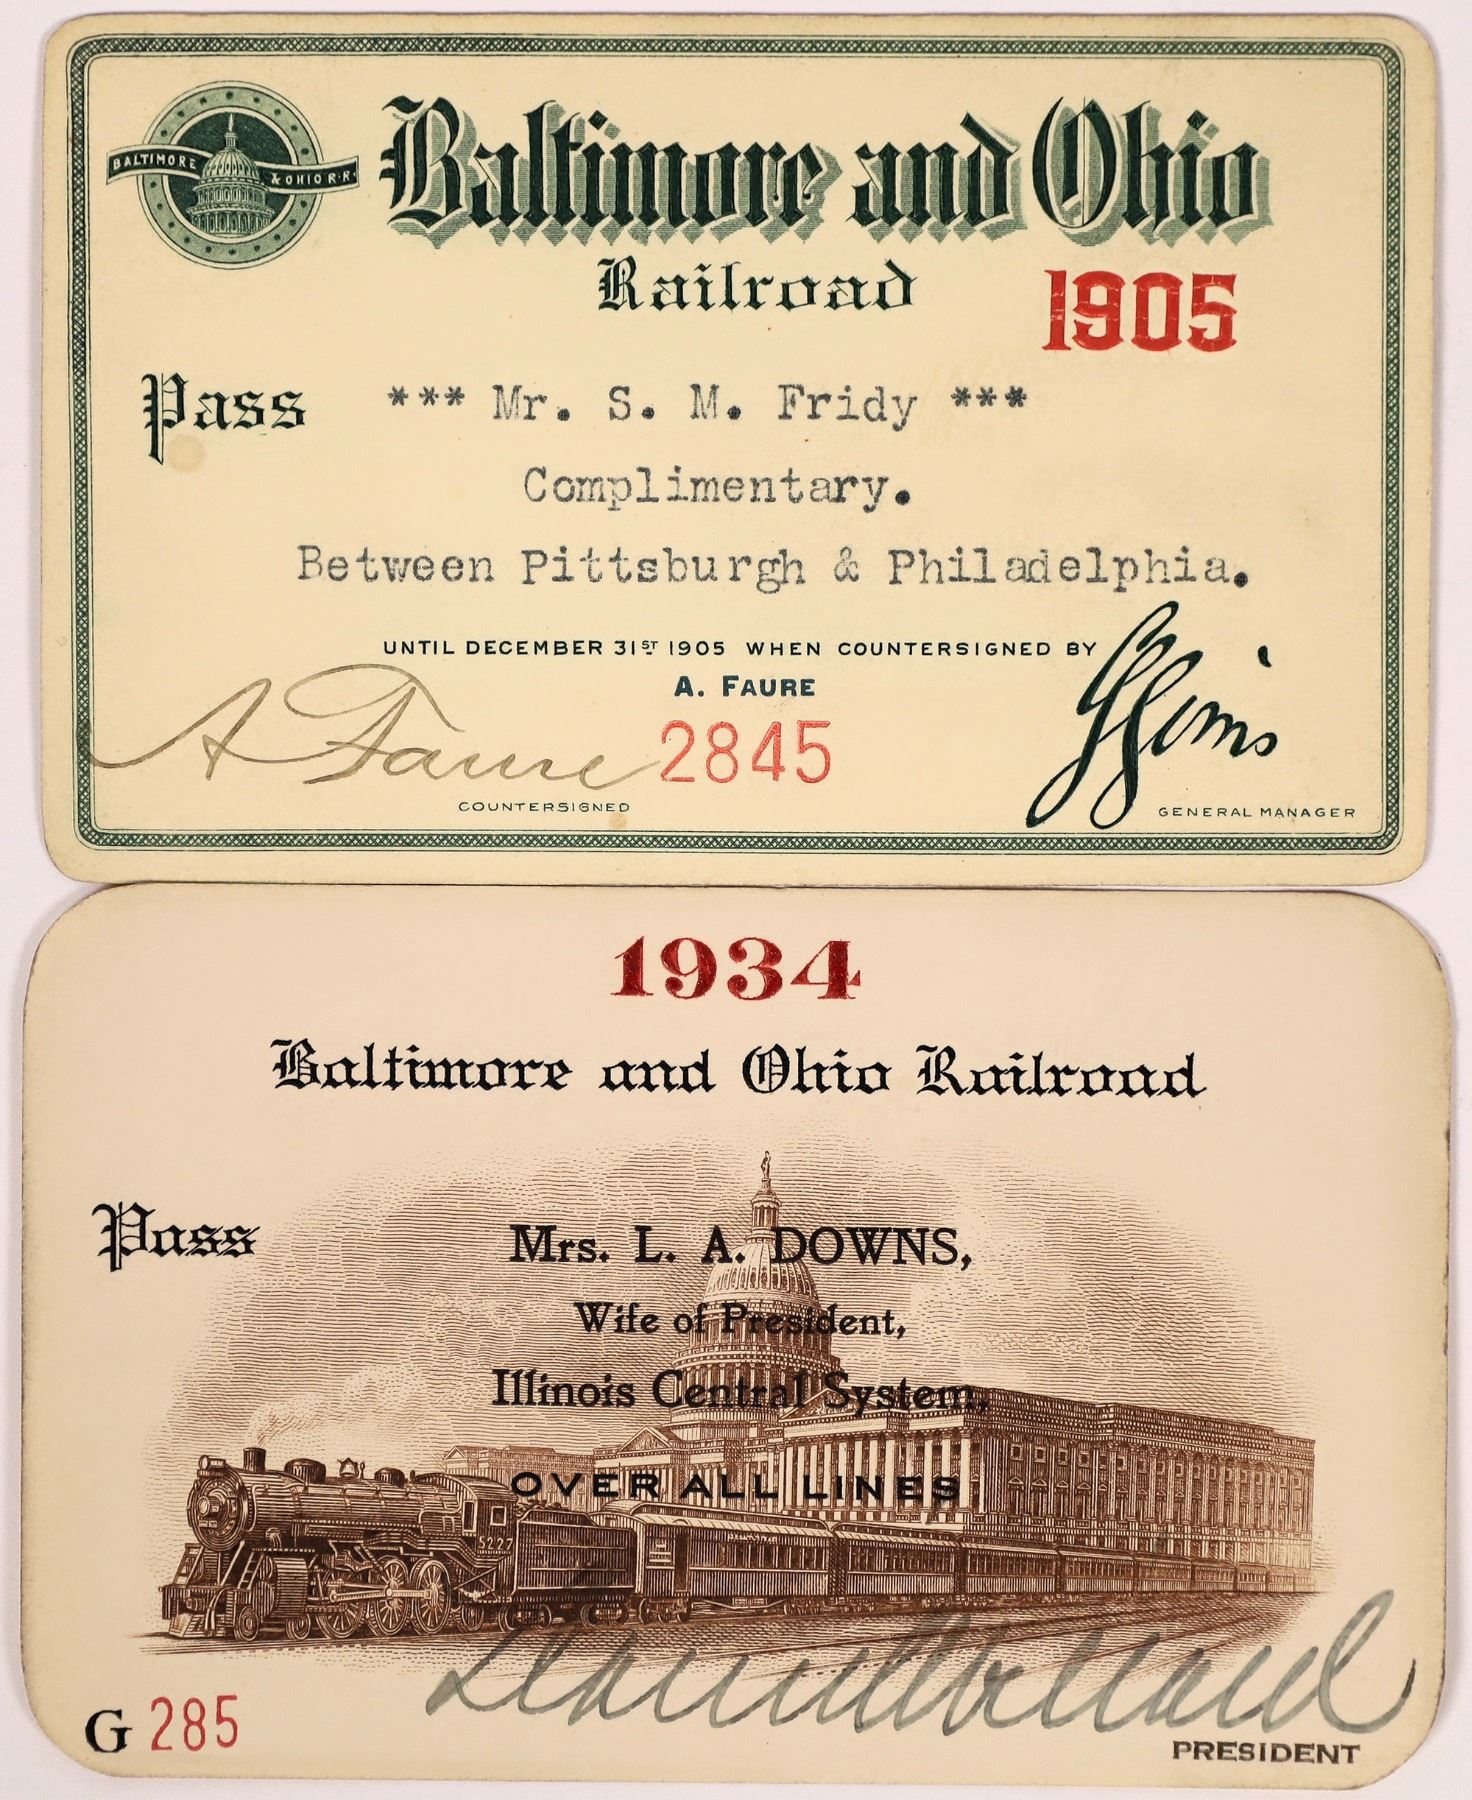 BALTIMORE & OHIO R.R.
Baltimore and Ohio
Railroad
1905
Pass *** Mr. S. M. Fridy ***
Complimentary.
Between Pittsburgh & Philadelphia.
UNTIL DECEMBER 31ST 1905 WHEN COUNTERSIGNED BY
A. FAURE
A Faure 2845
COUNTERSIGNED
GENERAL MANAGER
1934
Baltimore and Ohio Railroad
Pass Mrs. L. A. DOWNS,
Wife of President,
Illinois Central System,
OVER ALL LINES
5227
Daniel Willard
G 285
PRESIDENT